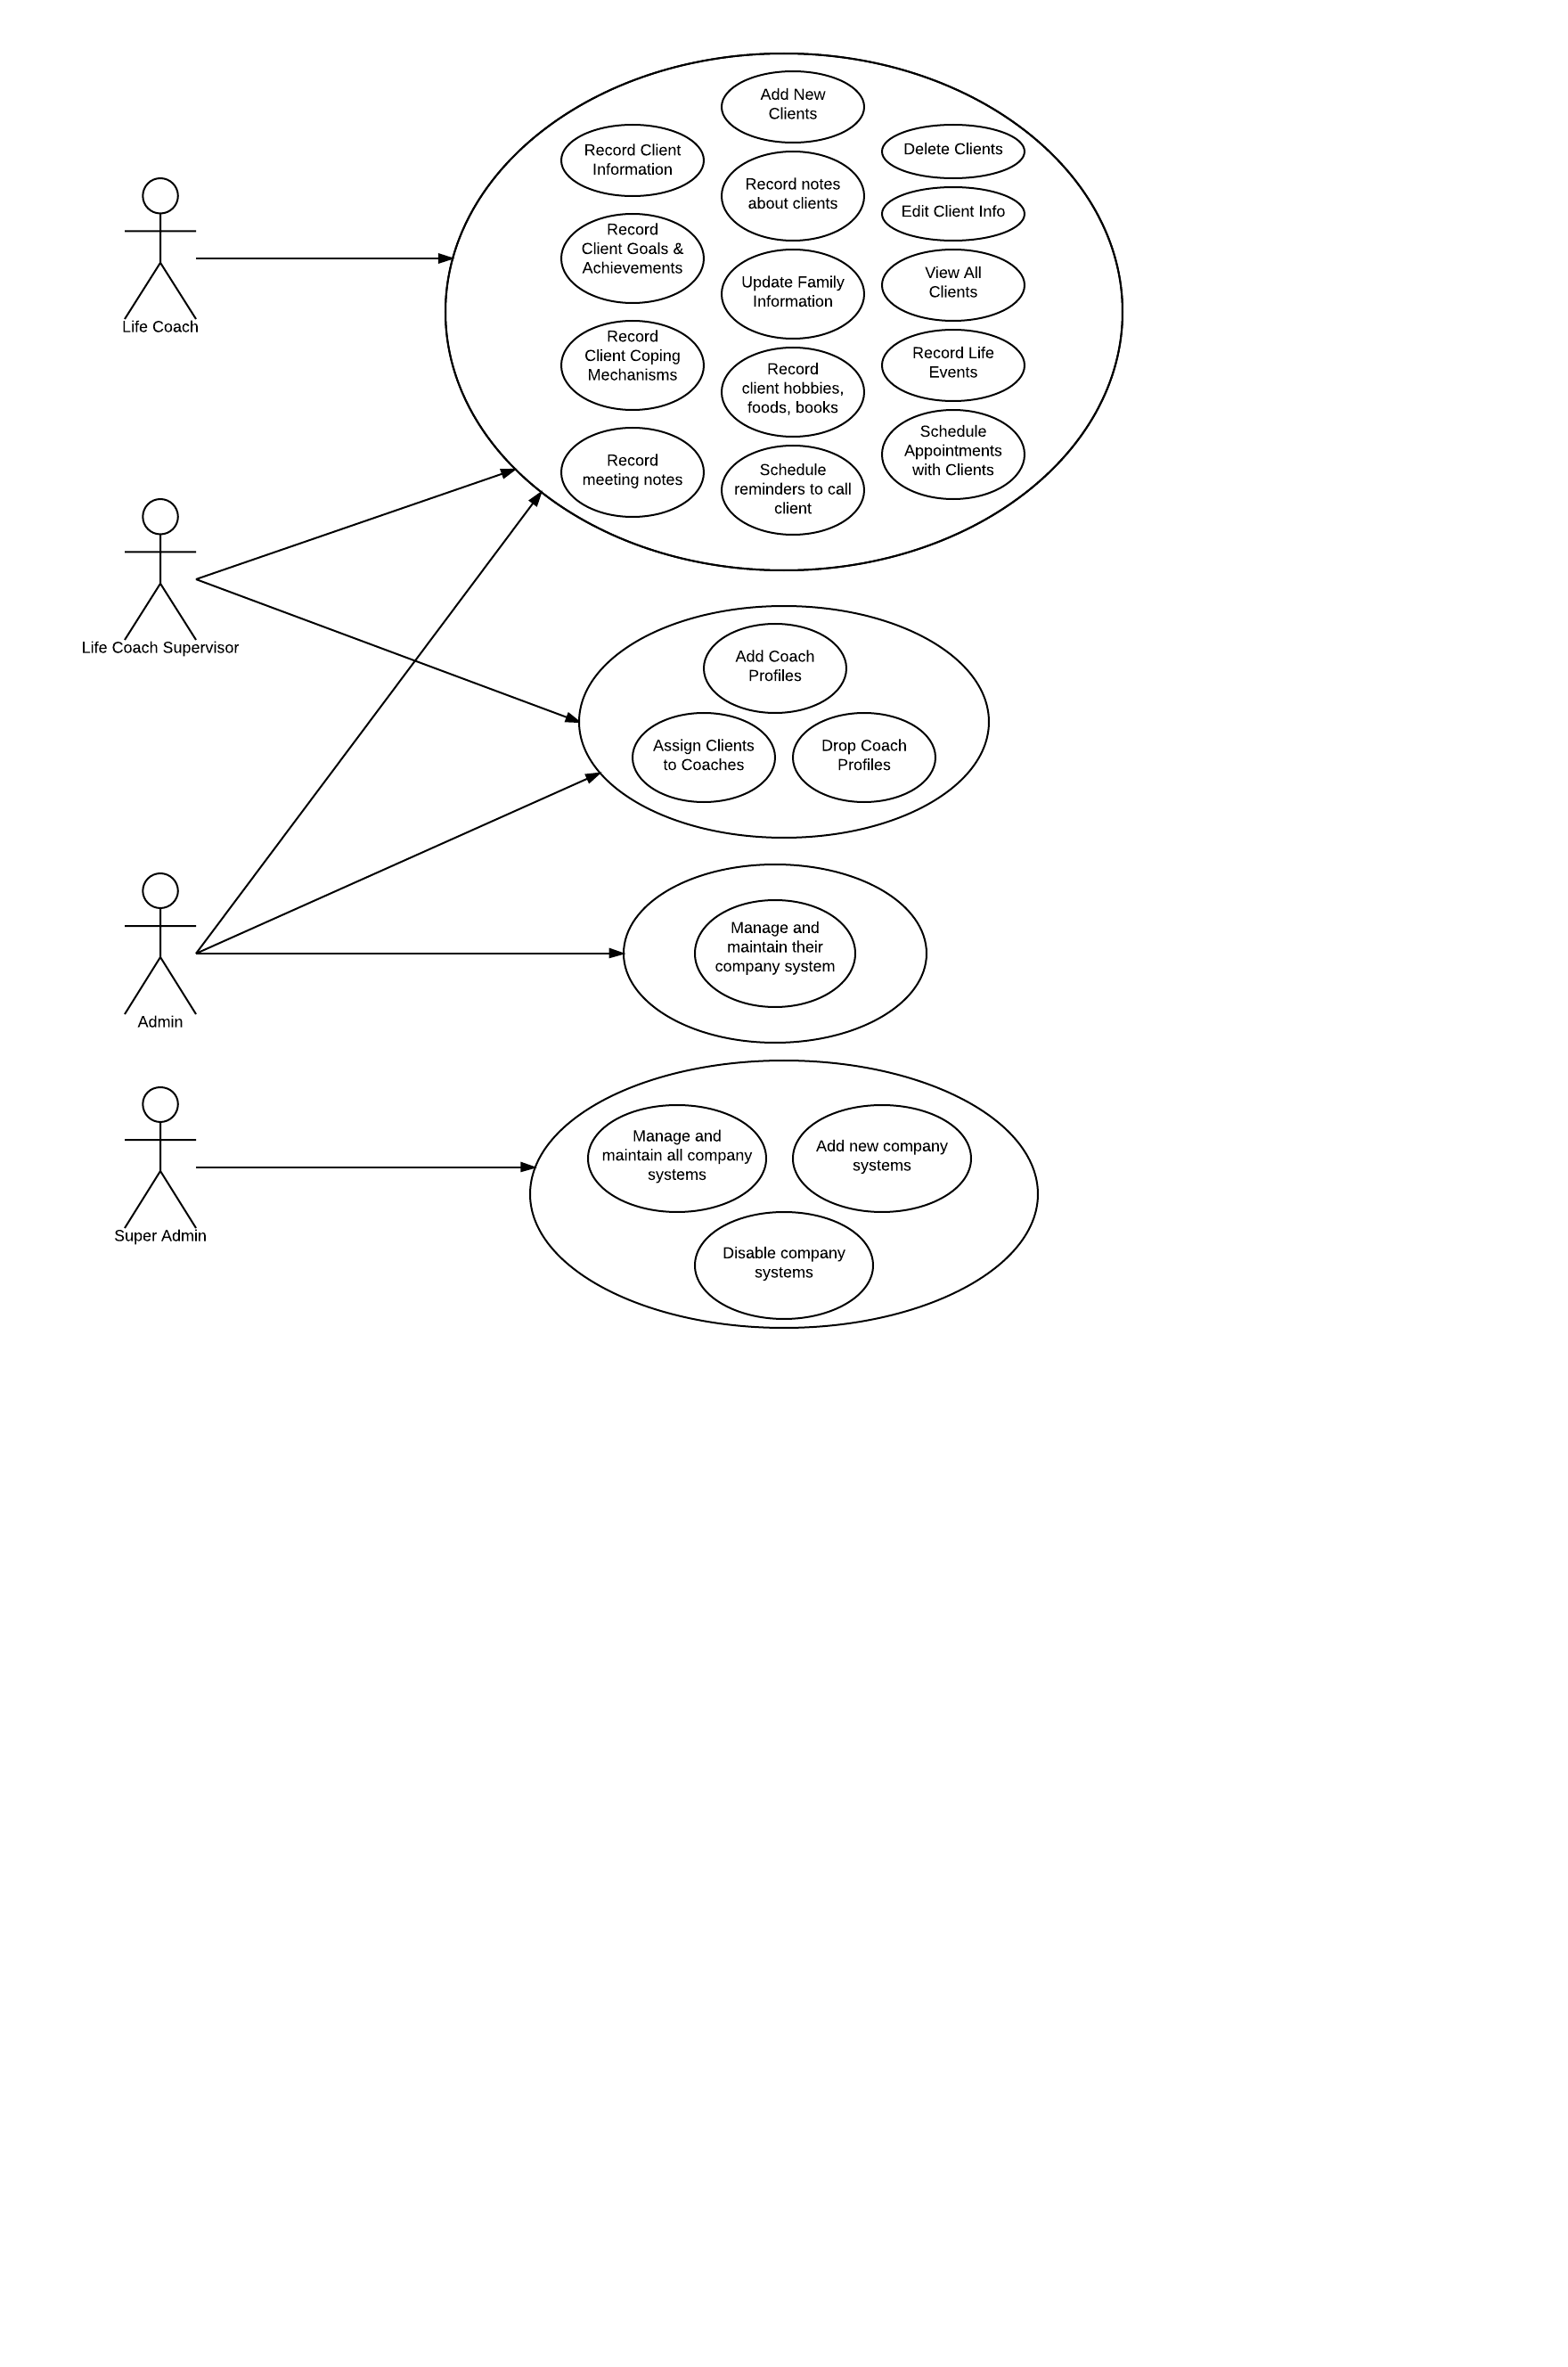 Add New
Clients
Record Client
Information
Delete Clients
Record notes
about clients
Edit Client Info
Record
Client Goals &
Achievements
View All
Clients
Update Family
Information
Life Coach
Record
Client Coping
Mechanisms
Record Life
Events
Record
client hobbies,
foods, books
Schedule
Appointments
with Clients
Record
meeting notes
Schedule
reminders to call
client
Life Coach Supervisor
Add Coach
Profiles
Assign Clients
to Coaches
Drop Coach
Profiles
Manage and
maintain their
company system
Admin
Manage and
maintain all company
systems
Add new company
systems
Super Admin
Disable company
systems